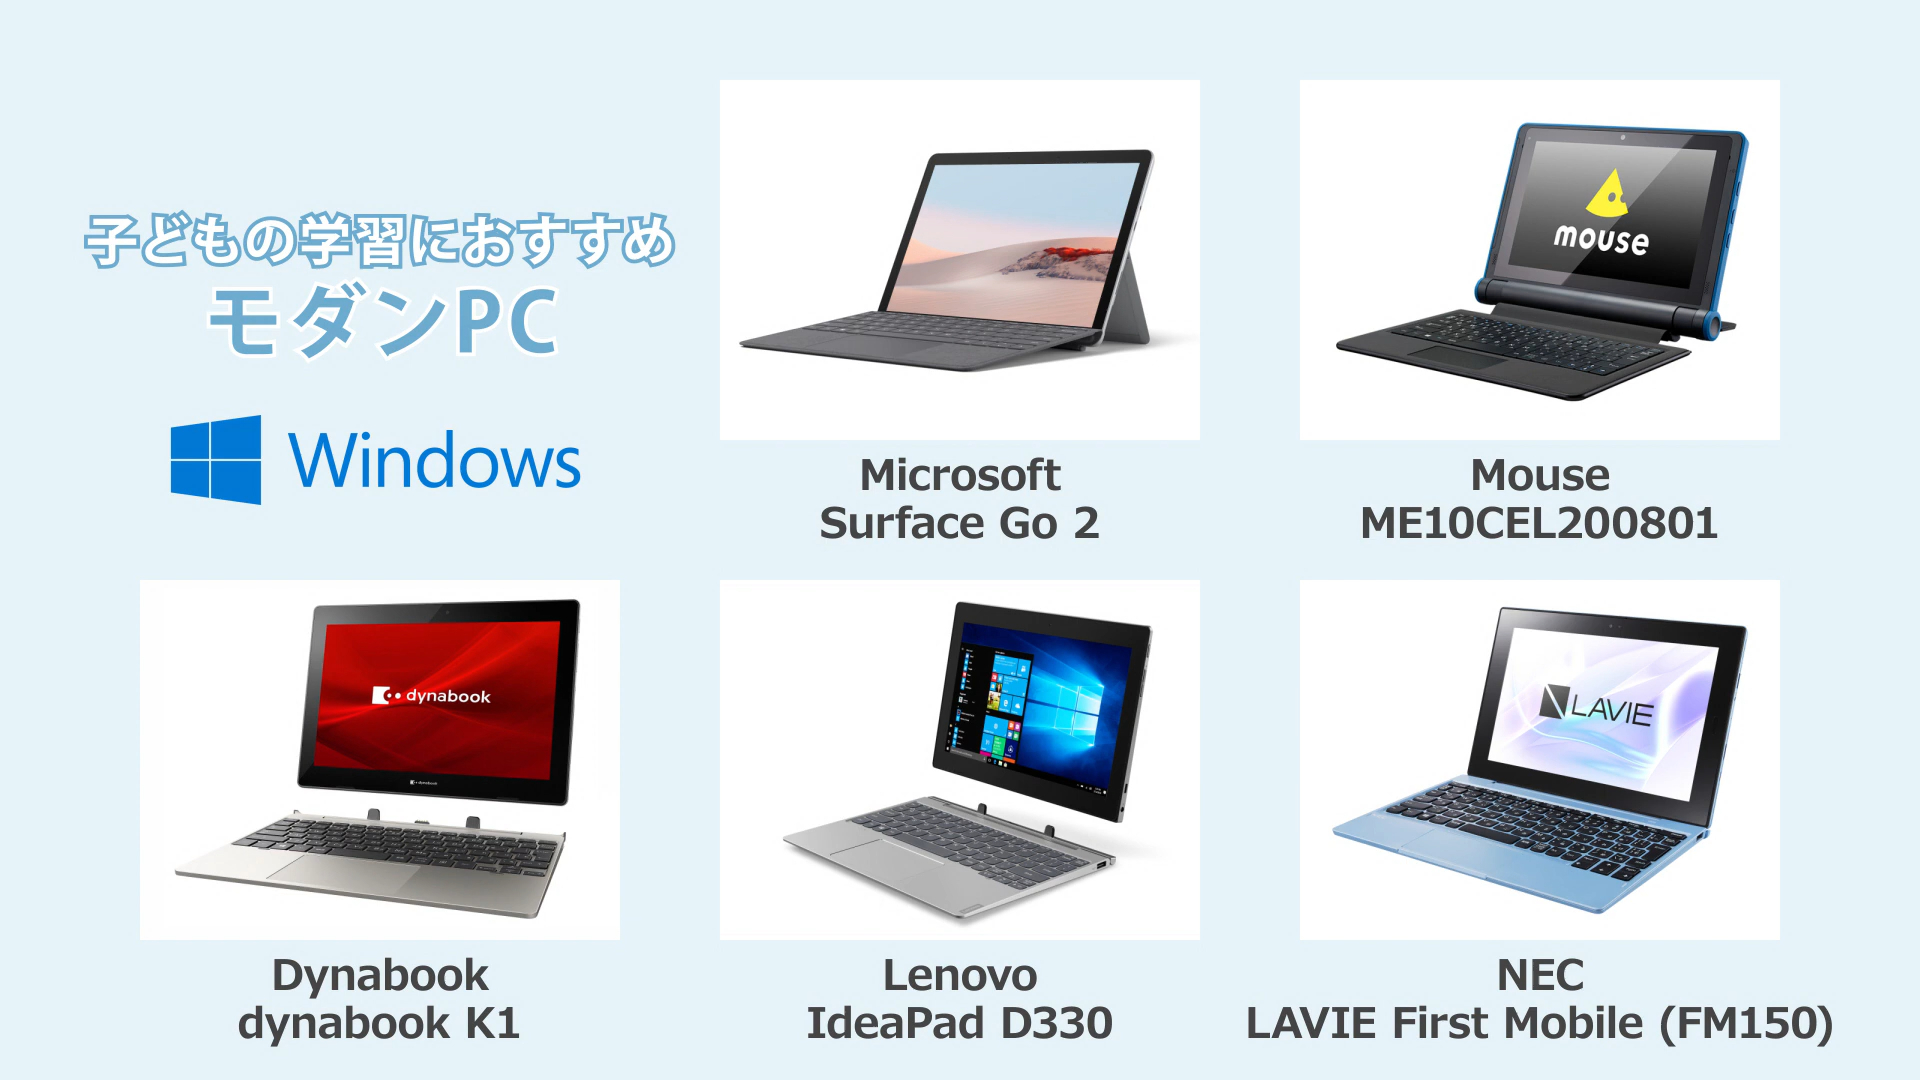 子どもの学習におすすめ
モダンPC
Windows
mouse
Microsoft
Surface Go 2
Mouse
ME10CEL200801
dynabook
dynabook
LAVIE
Dynabook
dynabook K1
Lenovo
IdeaPad D330
NEC
LAVIE First Mobile (FM150)